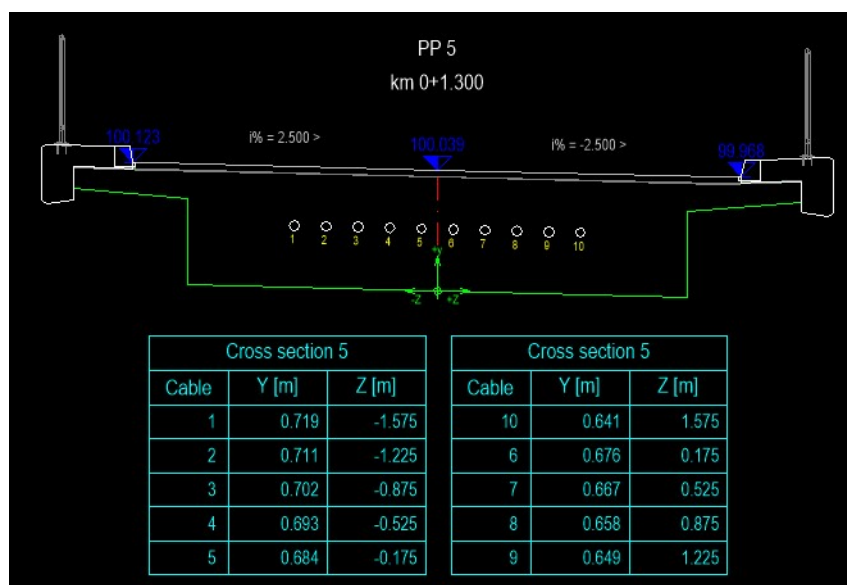 PP 5
km 0+1.300
100.123 i% = 2.500 > 100.039 i% = -2.500 > 99.968
1 2 3 4 5 6 7 8 9 10
+y
-Z +Z
Cross section 5
Cable Y [m] Z [m]
1 0.719 -1.575
2 0.711 -1.225
3 0.702 -0.875
4 0.693 -0.525
5 0.684 -0.175
Cross section 5
Cable Y [m] Z [m]
10 0.641 1.575
6 0.676 0.175
7 0.667 0.525
8 0.658 0.875
9 0.649 1.225